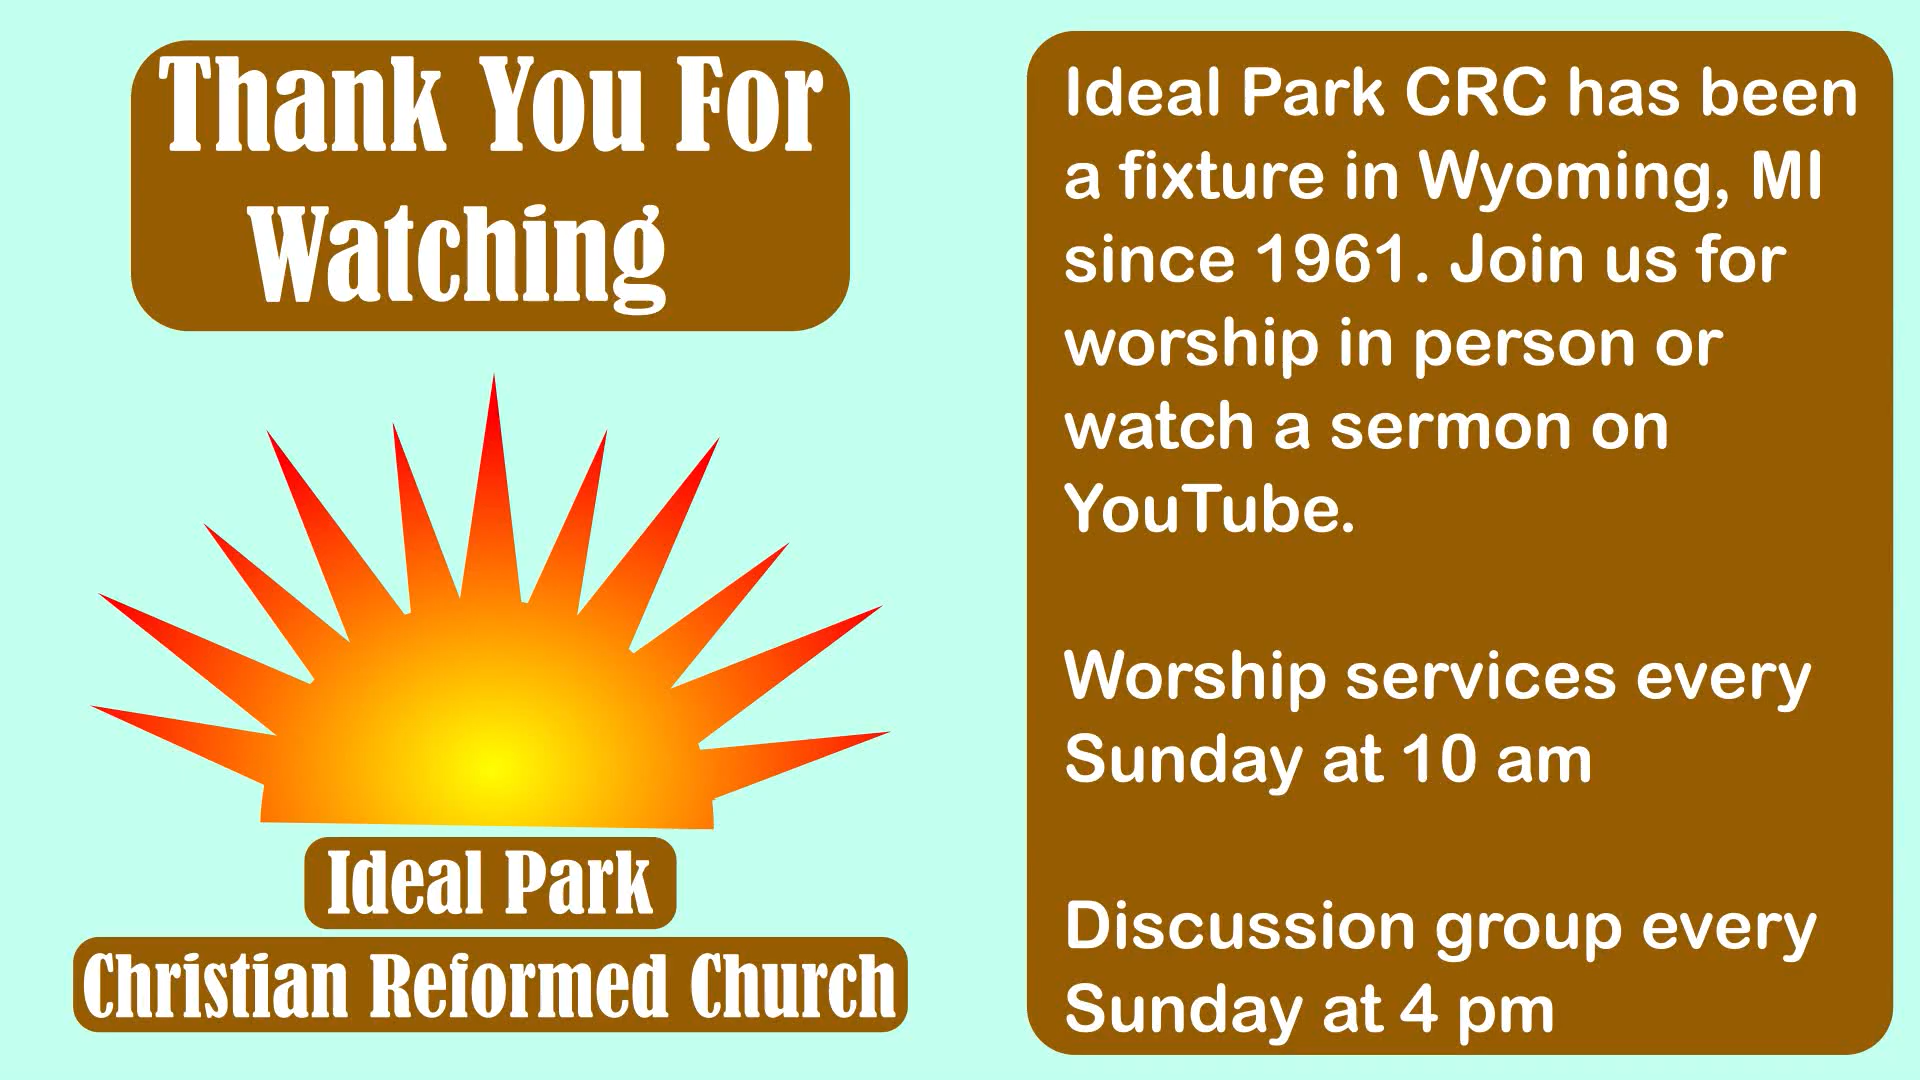 Thank You For
Watching
Ideal Park
Christian Reformed Church
Ideal Park CRC has been
a fixture in Wyoming, MI
since 1961. Join us for
worship in person or
watch a sermon on
YouTube.
Worship services every
Sunday at 10 am
Discussion group every
Sunday at 4 pm